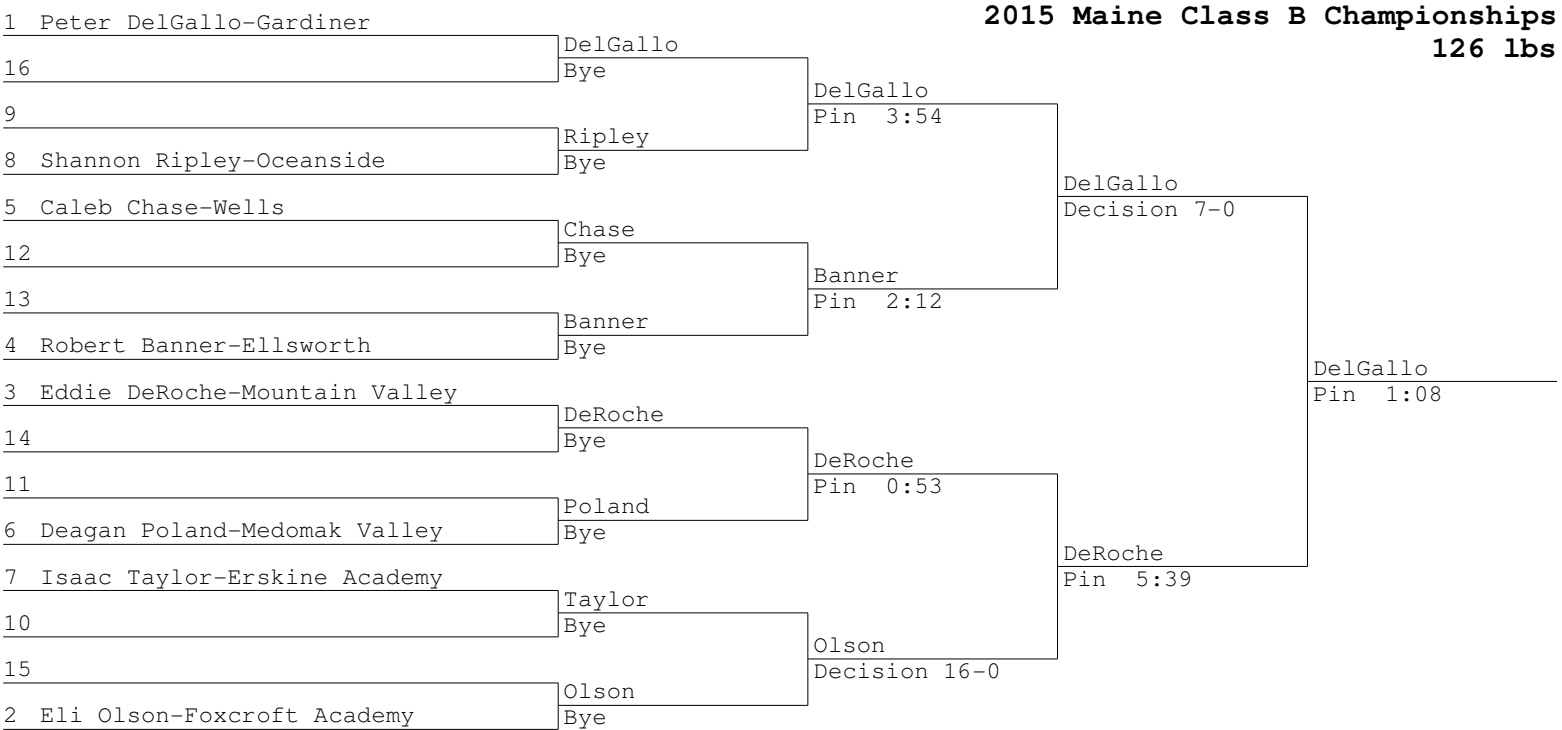 2015 Maine Class B Championships
126 lbs
1 Peter DelGallo-Gardiner
16
9
8 Shannon Ripley-Oceanside
5 Caleb Chase-Wells
12
13
4 Robert Banner-Ellsworth
3 Eddie DeRoche-Mountain Valley
14
11
6 Deagan Poland-Medomak Valley
7 Isaac Taylor-Erskine Academy
10
15
2 Eli Olson-Foxcroft Academy
DelGallo
Bye
Ripley
Bye
Chase
Bye
Banner
Bye
DeRoche
Bye
Poland
Bye
Taylor
Bye
Olson
Bye
DelGallo
Pin 3:54
Banner
Pin 2:12
DeRoche
Pin 0:53
Olson
Decision 16-0
DelGallo
Decision 7-0
DeRoche
Pin 5:39
DelGallo
Pin 1:08